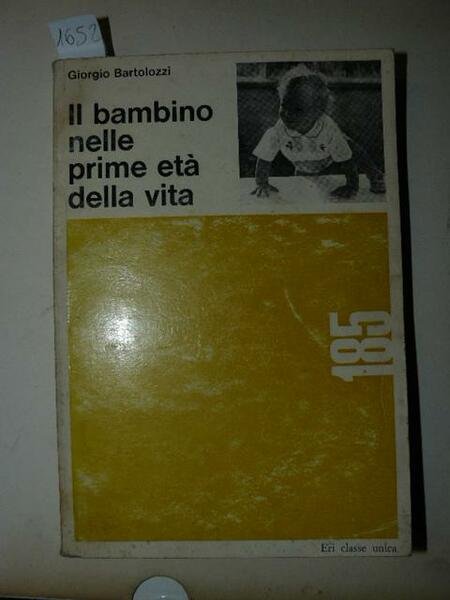 1652
Giorgio Bartolozzi
Il bambino
nelle
prime età
della vita
185
Eri classe unica